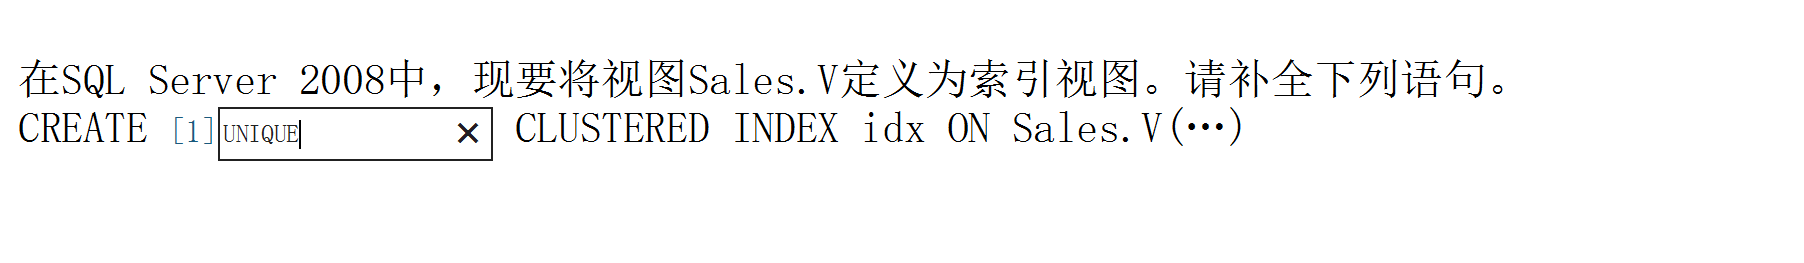 在SQL Server 2008中，现要将视图Sales.V定义为索引视图。请补全下列语句。
CREATE [1] UNIQUE CLUSTERED INDEX idx ON Sales.V(…)